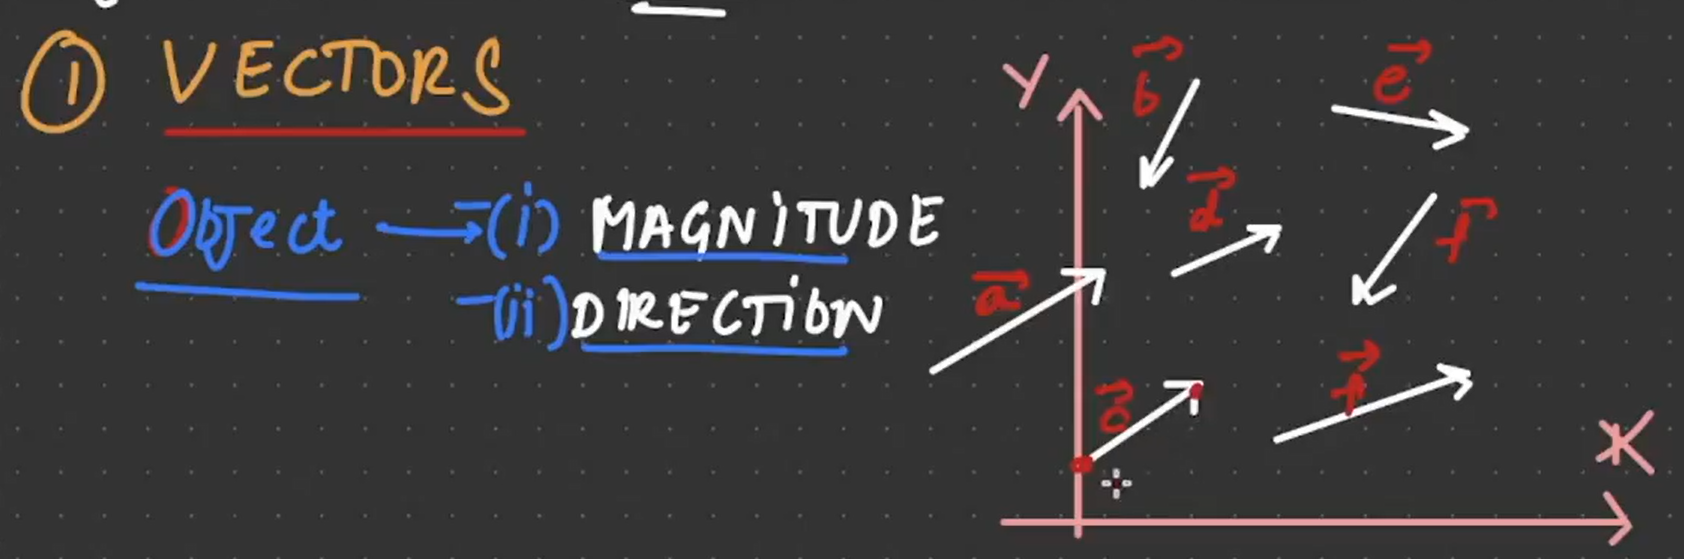 ① VECTORS
Object → (i) MAGNiTUDE
(ii) DIRECTiON
Y
b
e
d
f
a
c
f
X